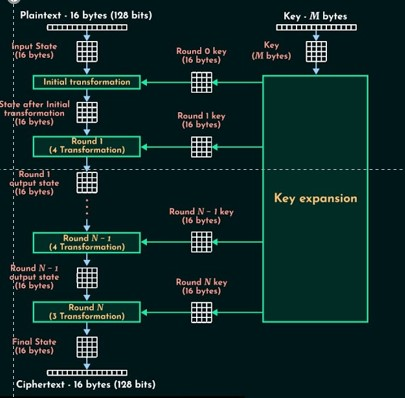 Plaintext - 16 bytes (128 bits)
Key - M bytes
Input State
(16 bytes)
Round 0 key
(16 bytes)
Key
(M bytes)
Initial transformation
State after Initial
transformation
(16 bytes)
Round 1 key
(16 bytes)
Round 1
(4 Transformation)
Round 1
output state
(16 bytes)
Key expansion
Round N - 1 key
(16 bytes)
Round N - 1
(4 Transformation)
Round N - 1
output state
(16 bytes)
Round N key
(16 bytes)
Round N
(3 Transformation)
Final State
(16 bytes)
Ciphertext - 16 bytes (128 bits)